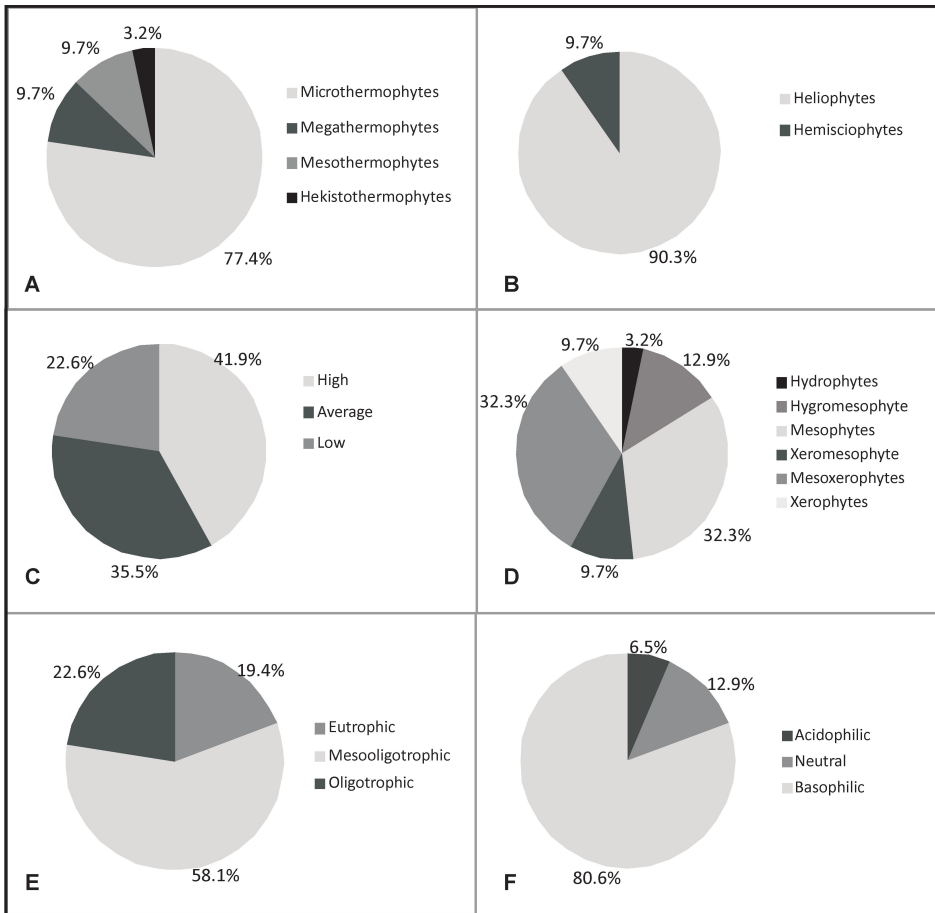 3.2%
9.7%
9.7%
Microthermophytes
Megathermophytes
Mesothermophytes
Hekistothermophytes
77.4%
A
9.7%
Heliophytes
Hemisciophytes
90.3%
B
22.6%
41.9%
High
Average
Low
35.5%
C
9.7%
3.2%
12.9%
32.3%
Hydrophytes
Hygromesophyte
Mesophytes
Xeromesophyte
Mesoxerophytes
Xerophytes
32.3%
9.7%
D
22.6%
19.4%
Eutrophic
Mesooligotrophic
Oligotrophic
58.1%
E
6.5%
12.9%
Acidophilic
Neutral
Basophilic
80.6%
F